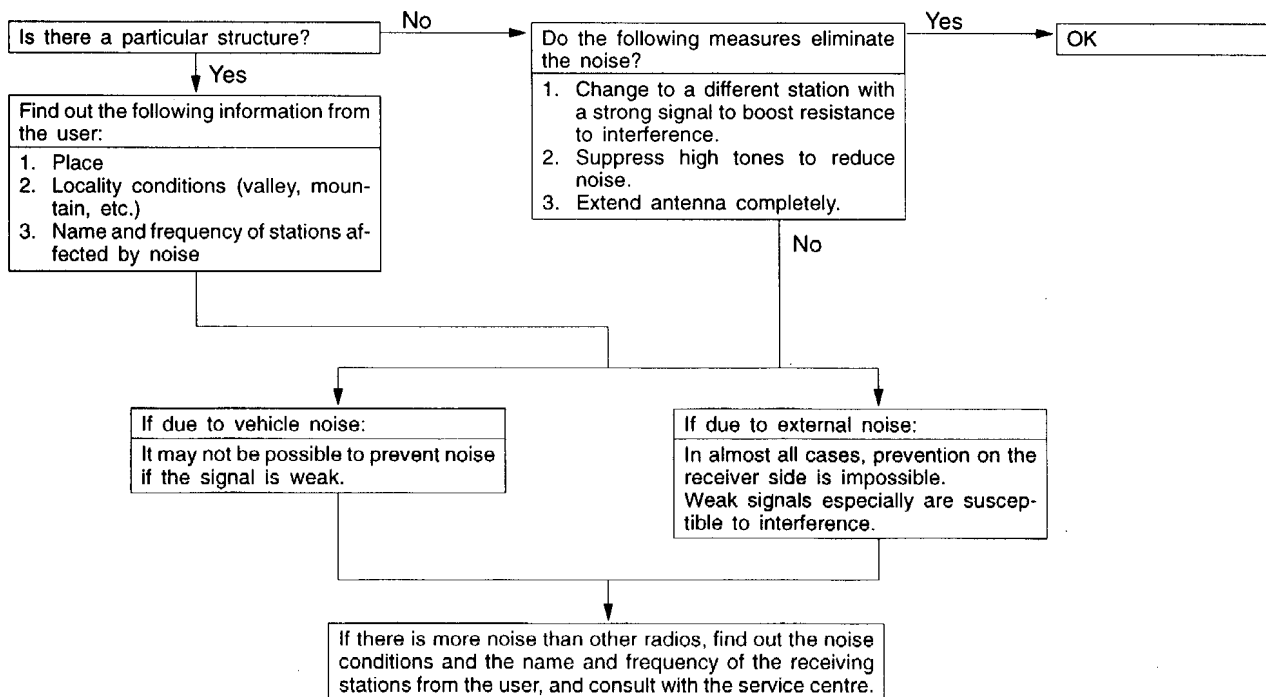 Is there a particular structure?
No
Yes
Find out the following information from
the user:
1. Place
2. Locality conditions (valley, moun-
tain, etc.)
3. Name and frequency of stations af-
fected by noise
Do the following measures eliminate
the noise?
1. Change to a different station with
a strong signal to boost resistance
to interference.
2. Suppress high tones to reduce
noise.
3. Extend antenna completely.
Yes
OK
No
If due to vehicle noise:
It may not be possible to prevent noise
if the signal is weak.
If due to external noise:
In almost all cases, prevention on the
receiver side is impossible.
Weak signals especially are suscep-
tible to interference.
If there is more noise than other radios, find out the noise
conditions and the name and frequency of the receiving
stations from the user, and consult with the service centre.